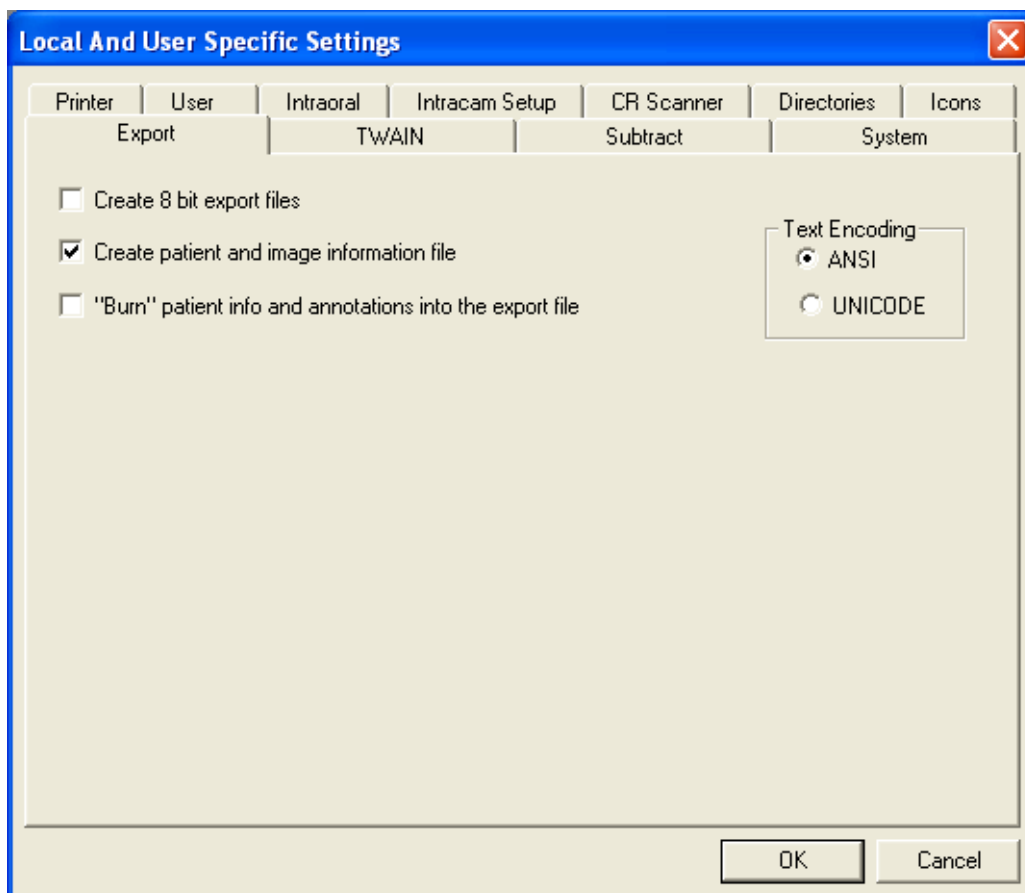 Local And User Specific Settings
Printer User Intraoral Intracam Setup CR Scanner Directories Icons
Export TWAIN Subtract System
Create 8 bit export files
Create patient and image information file
"Burn" patient info and annotations into the export file
Text Encoding
ANSI
UNICODE
OK Cancel